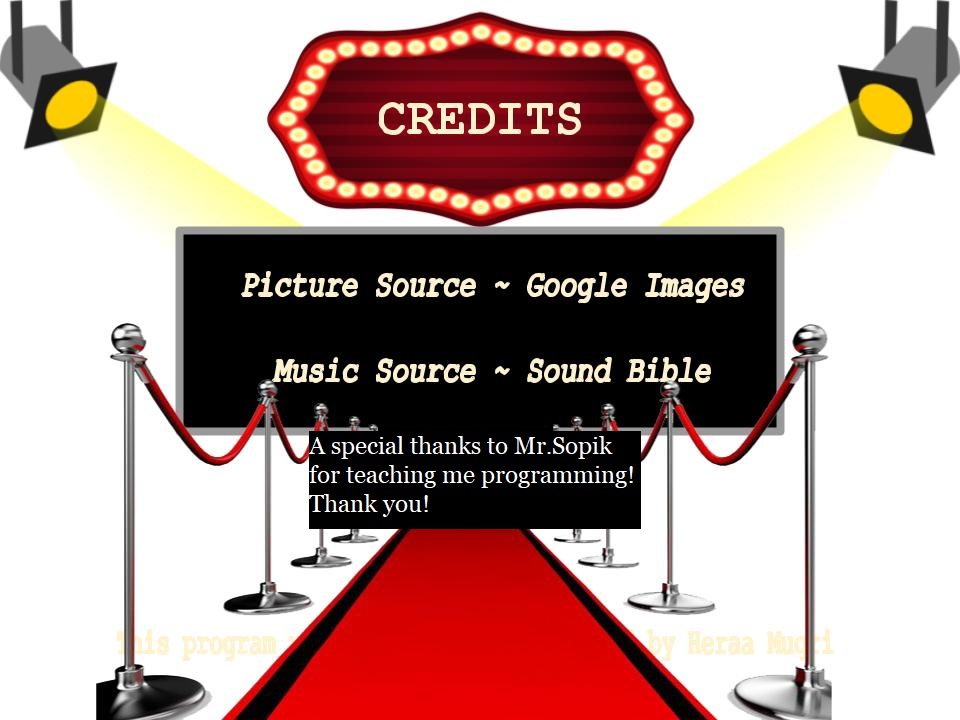 CREDITS
Picture Source ~ Google Images
Music Source ~ Sound Bible
A special thanks to Mr.Sopik
for teaching me programming!
Thank you!
This program by Heraa Muqri